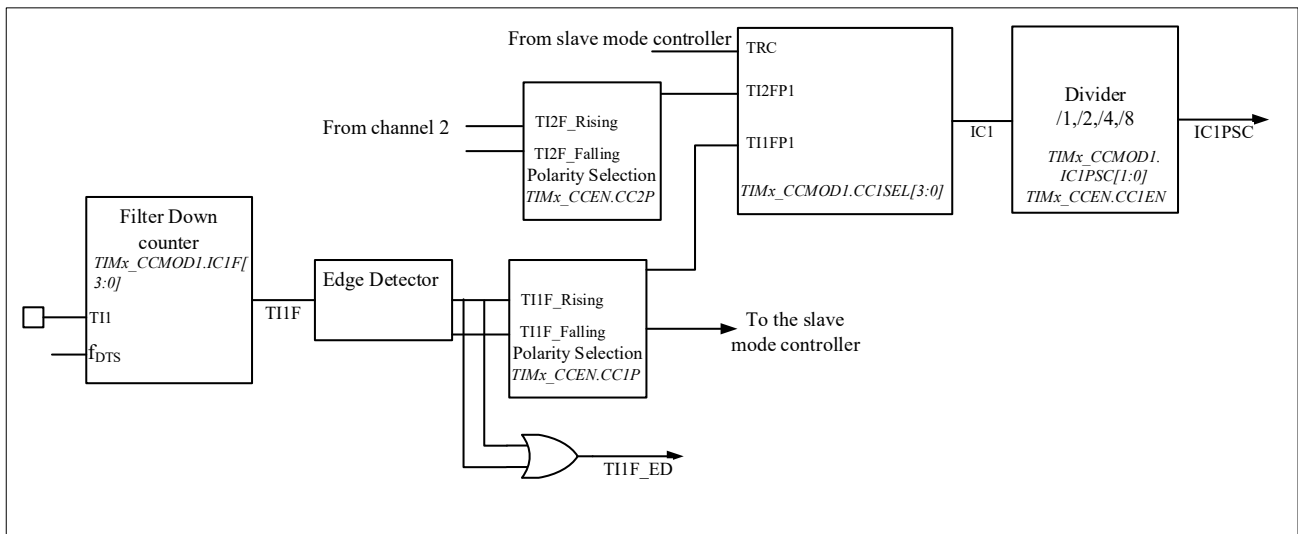 From slave mode controller
TRC
TI2FP1
TI1FP1
TIMx_CCMOD1.CC1SEL[3:0]
From channel 2
TI2F_Rising
TI2F_Falling
Polarity Selection
TIMx_CCEN.CC2P
IC1
Divider
/1,/2,/4,/8
TIMx_CCMOD1.
IC1PSC[1:0]
TIMx_CCEN.CC1EN
IC1PSC
Filter Down
counter
TIMx_CCMOD1.IC1F[
3:0]
TI1
fDTS
TI1F
Edge Detector
TI1F_Rising
TI1F_Falling
Polarity Selection
TIMx_CCEN.CC1P
To the slave
mode controller
TI1F_ED